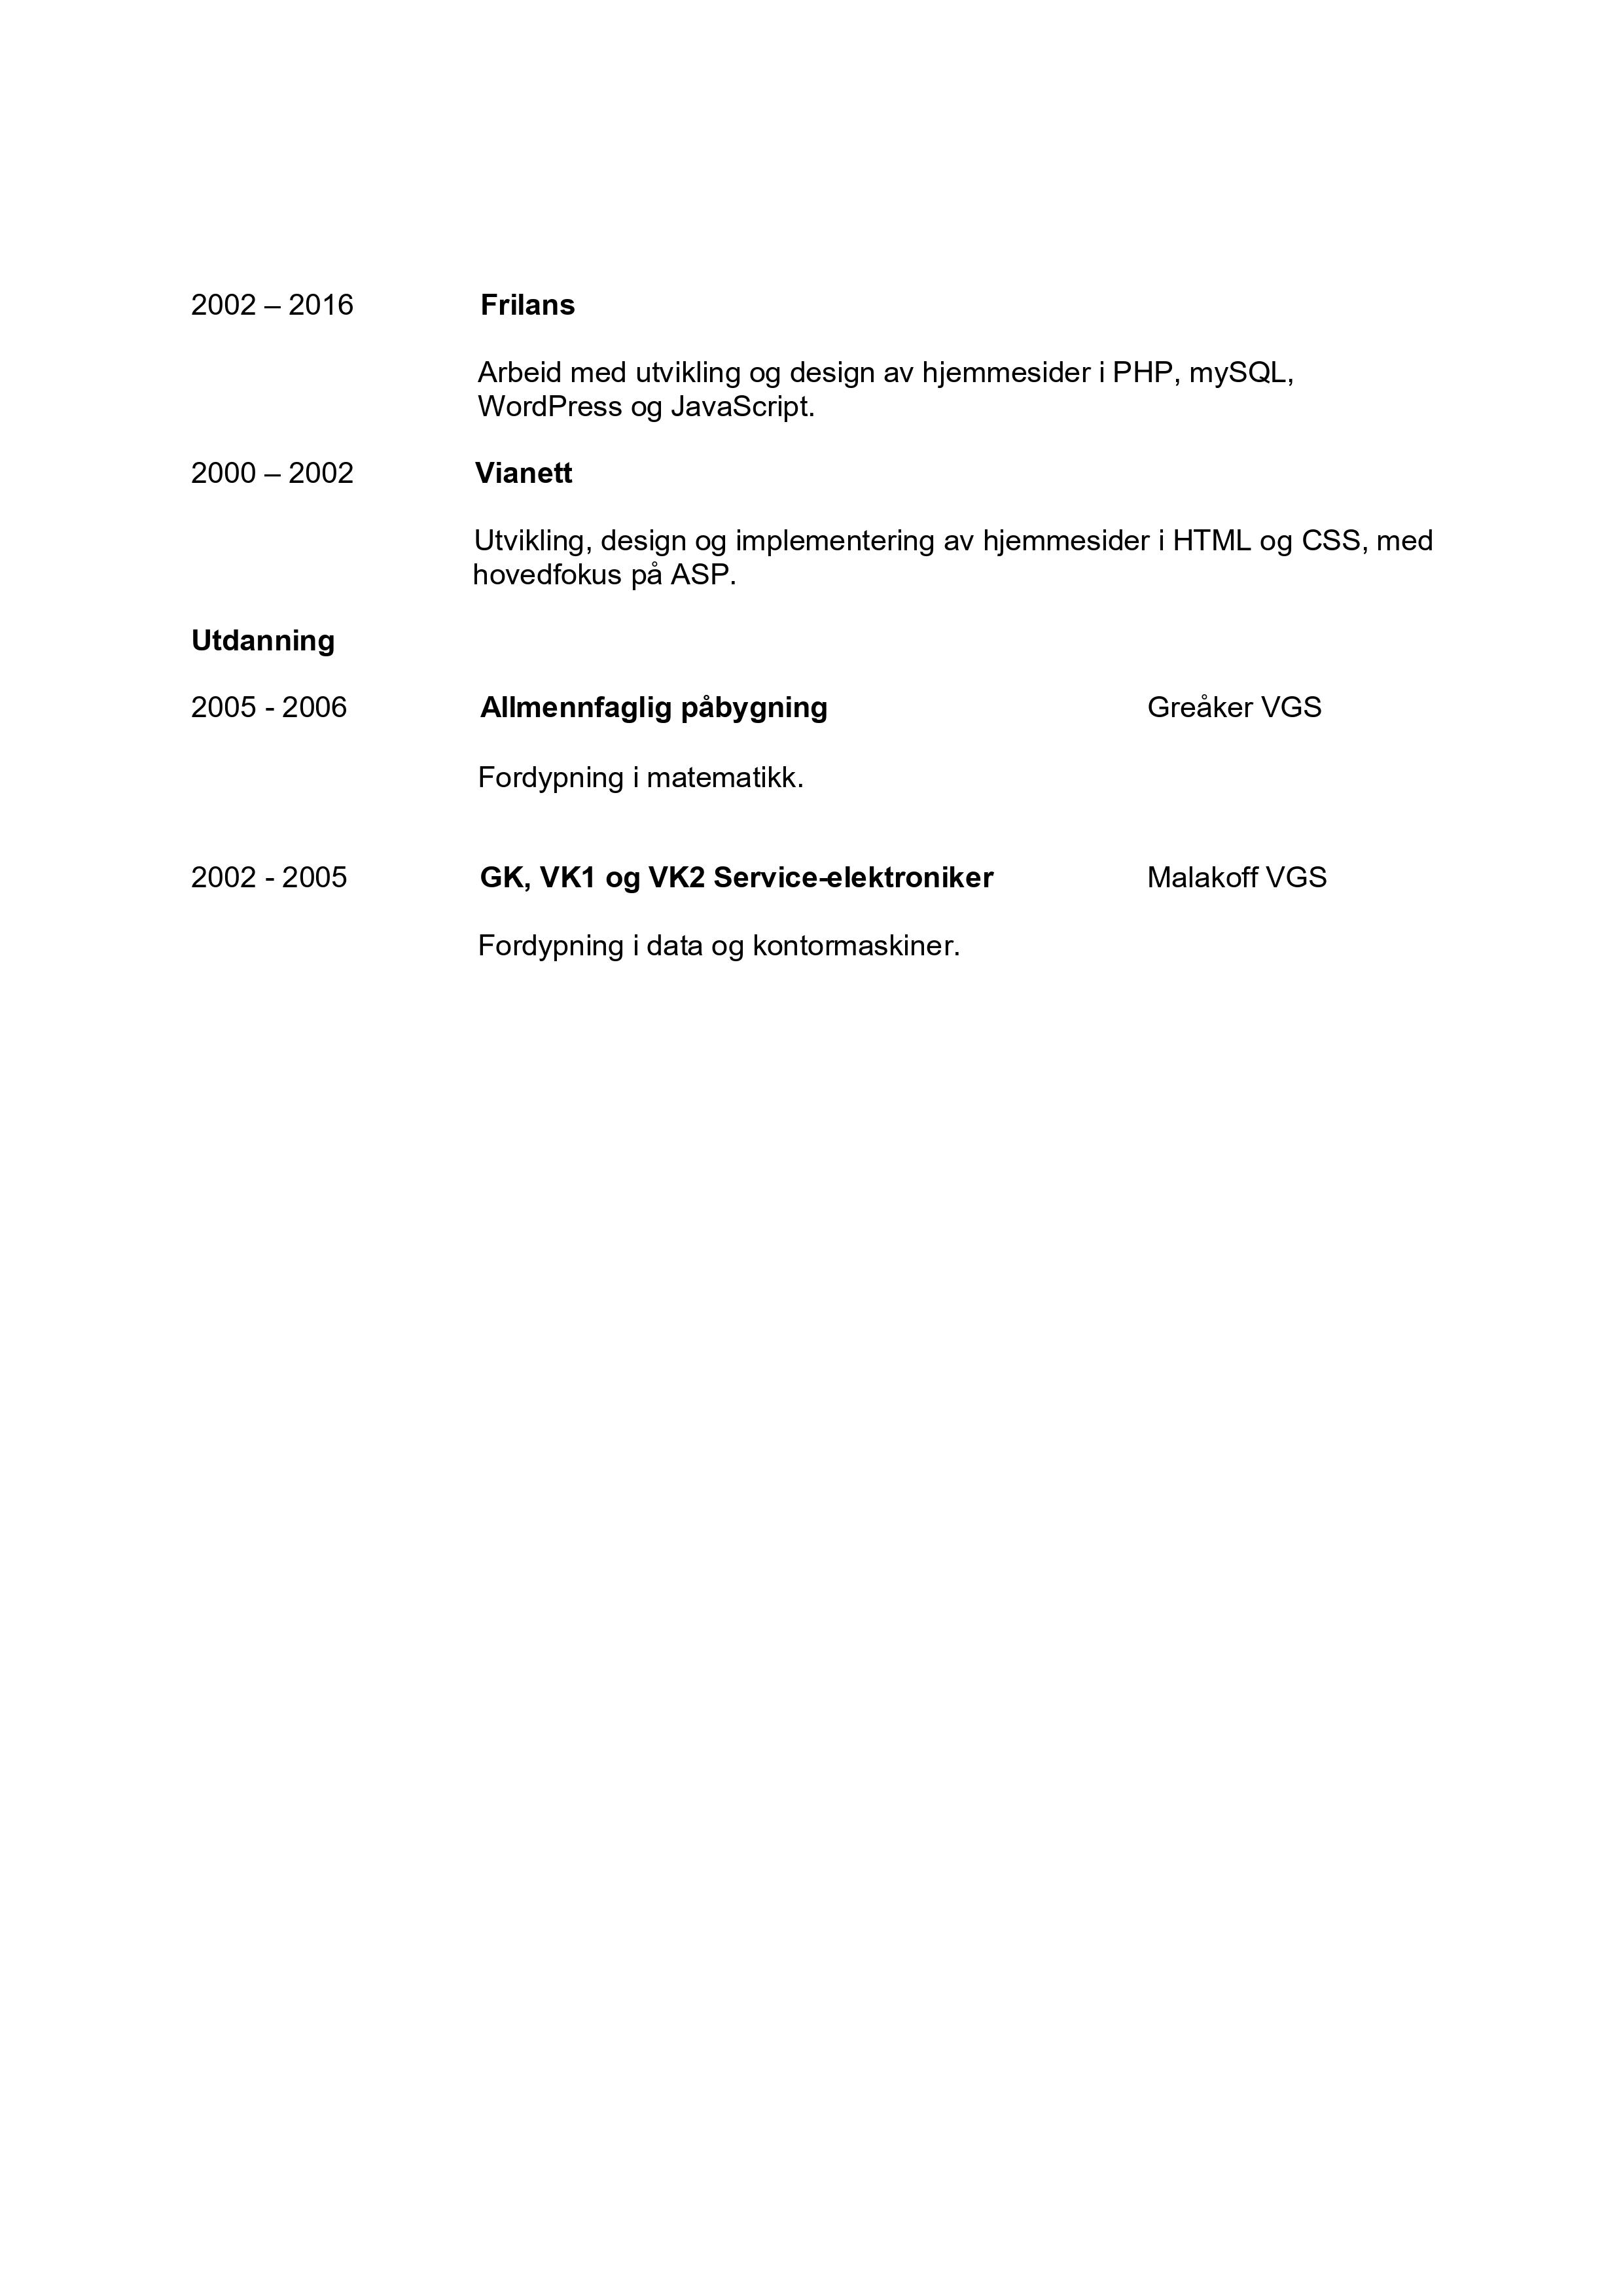 2002 – 2016 Frilans
Arbeid med utvikling og design av hjemmesider i PHP, mySQL,
WordPress og JavaScript.
2000 – 2002 Vianett
Utvikling, design og implementering av hjemmesider i HTML og CSS, med
hovedfokus på ASP.
Utdanning
2005 - 2006 Allmennfaglig påbygning Greåker VGS
Fordypning i matematikk.
2002 - 2005 GK, VK1 og VK2 Service-elektroniker Malakoff VGS
Fordypning i data og kontormaskiner.